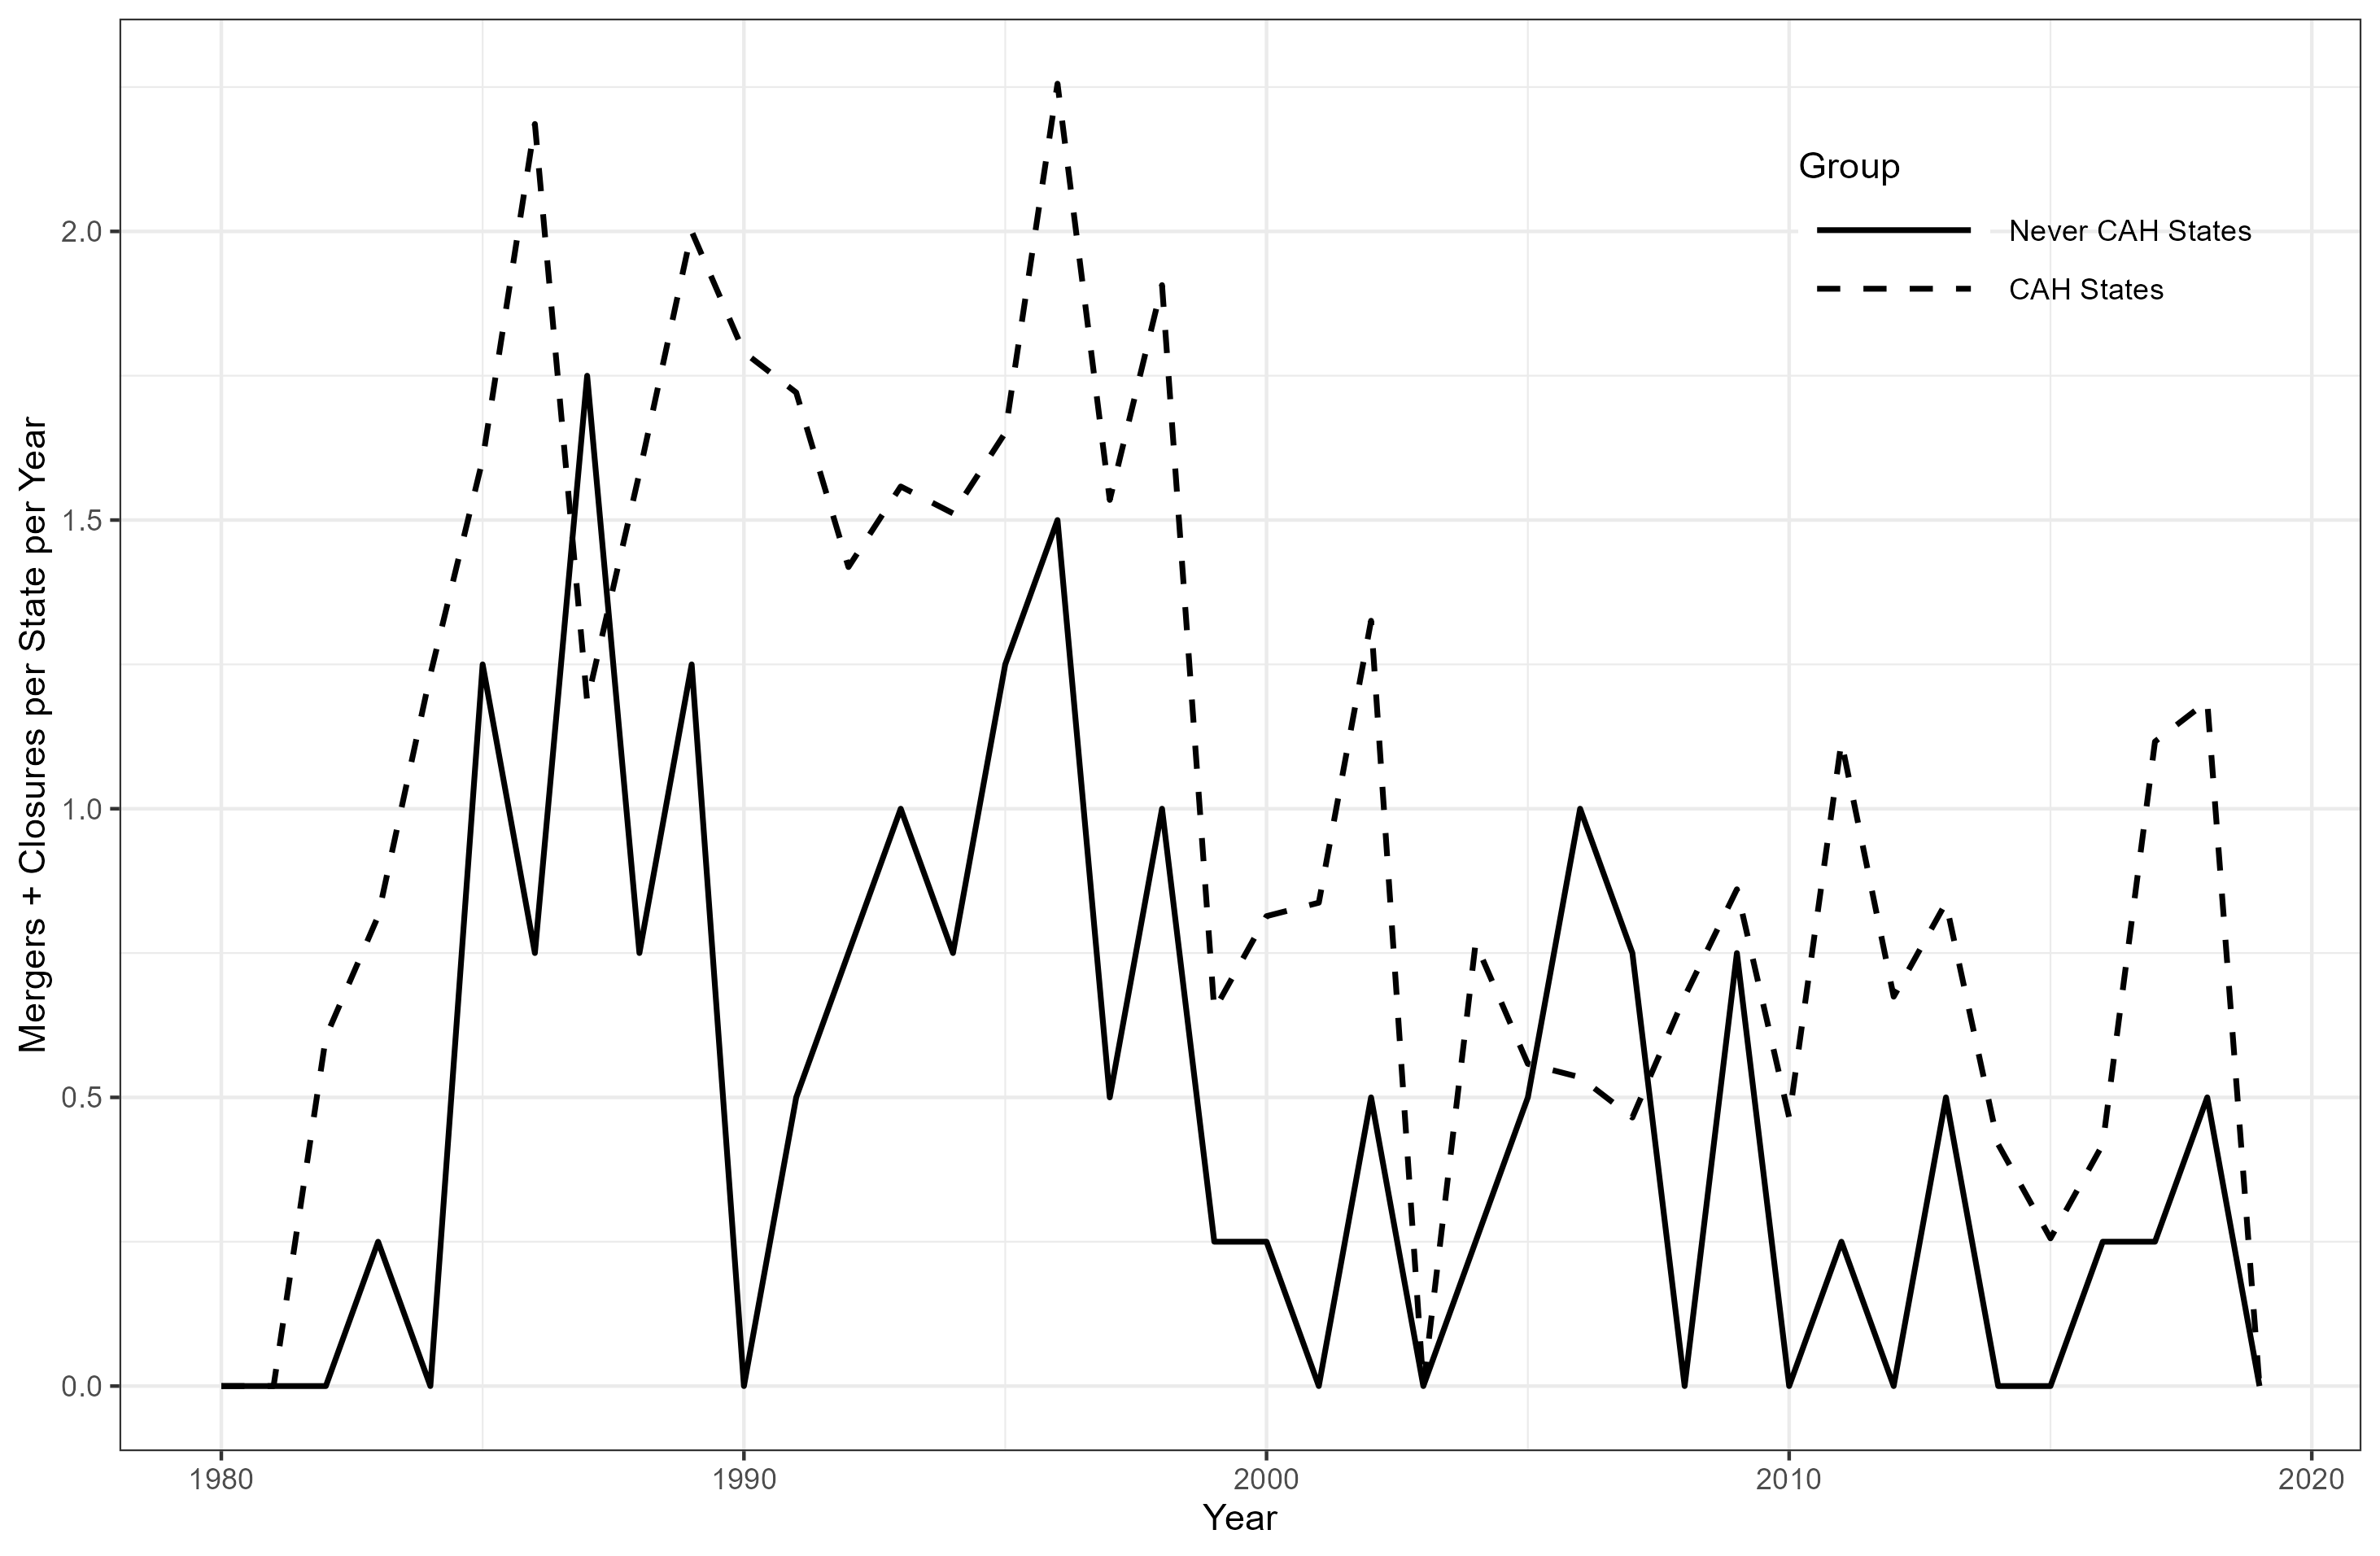 Group
Never CAH States
CAH States
Mergers + Closures per State per Year
2.0
1.5
1.0
0.5
0.0
1980
1990
2000
2010
2020
Year